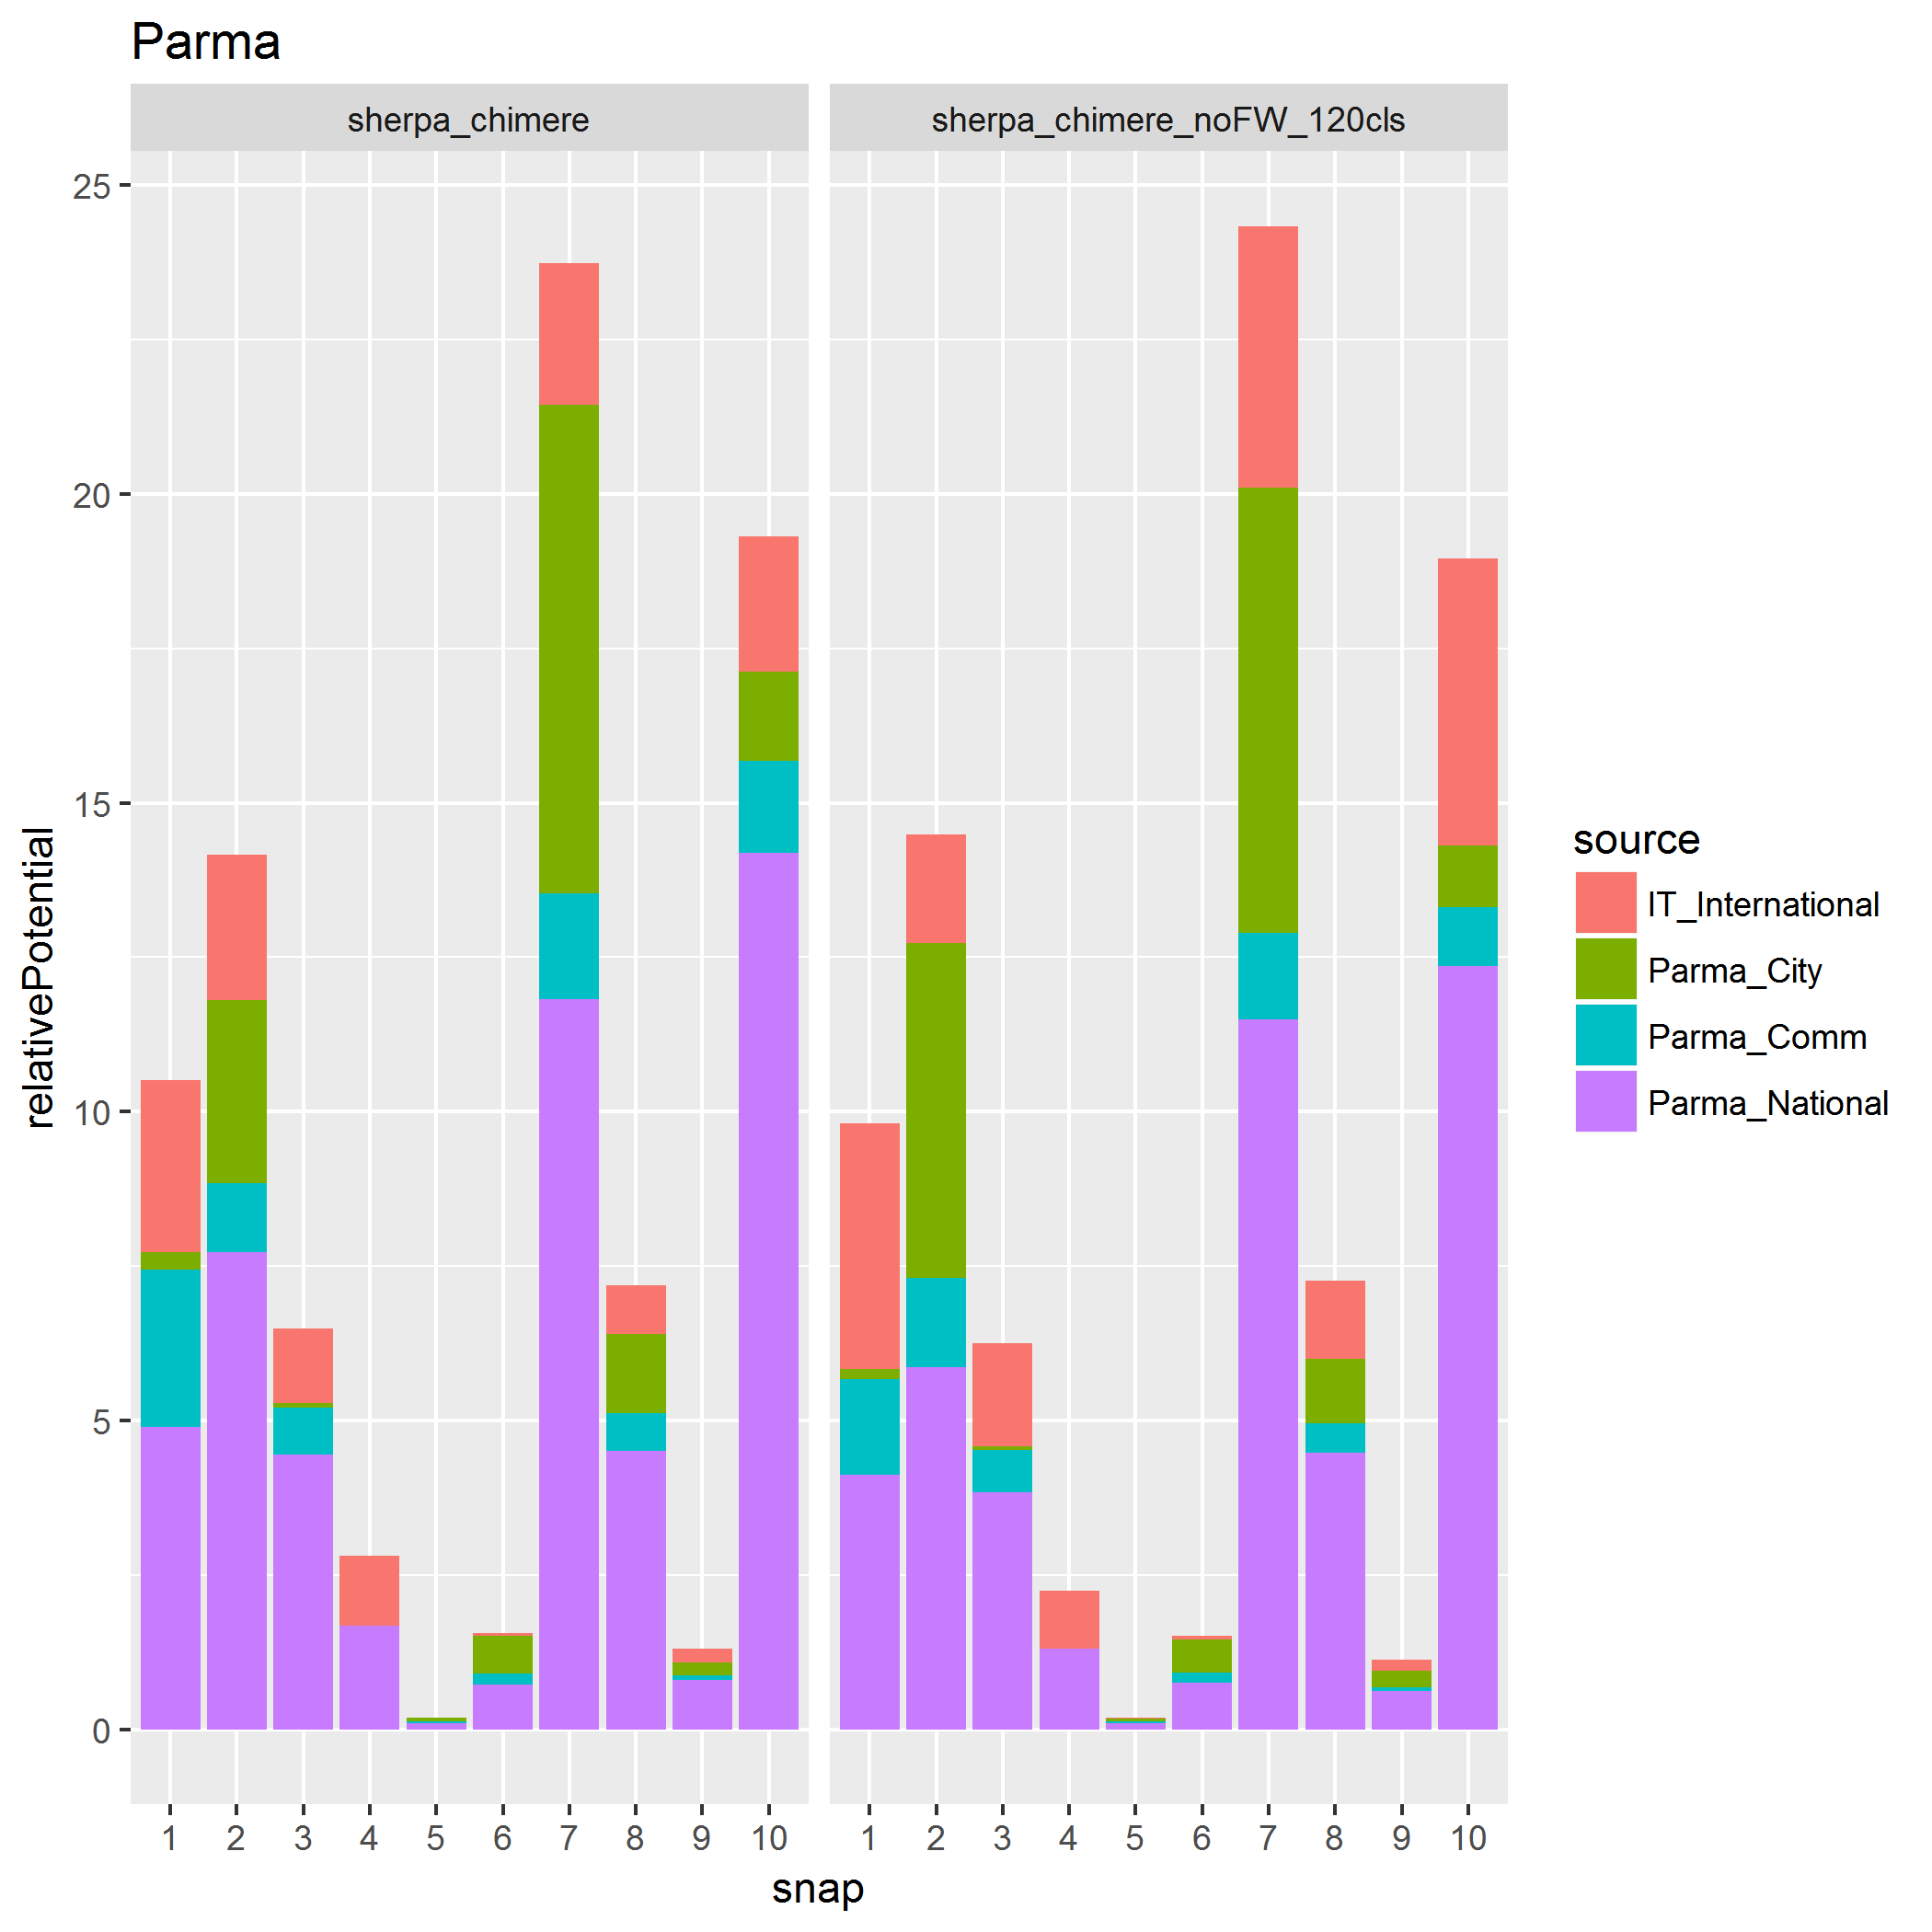 Parma
sherpa_chimere
sherpa_chimere_noFW_120cls
25
20
15
10
5
0
relativePotential
1 2 3 4 5 6 7 8 9 10
1 2 3 4 5 6 7 8 9 10
snap
source
IT_International
Parma_City
Parma_Comm
Parma_National